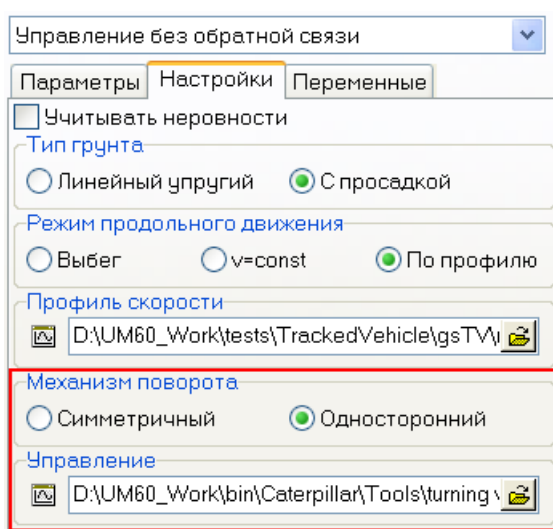 Управление без обратной связи
Параметры Настройки Переменные
Учитывать неровности
Тип грунта
Линейный упругий С просадкой
Режим продольного движения
Выбег v=const По профилю
Профиль скорости
D:\UM60_Work\tests\TrackedVehicle\gsTV\
Механизм поворота
Симметричный Односторонний
Управление
D:\UM60_Work\bin\Caterpillar\Tools\turning